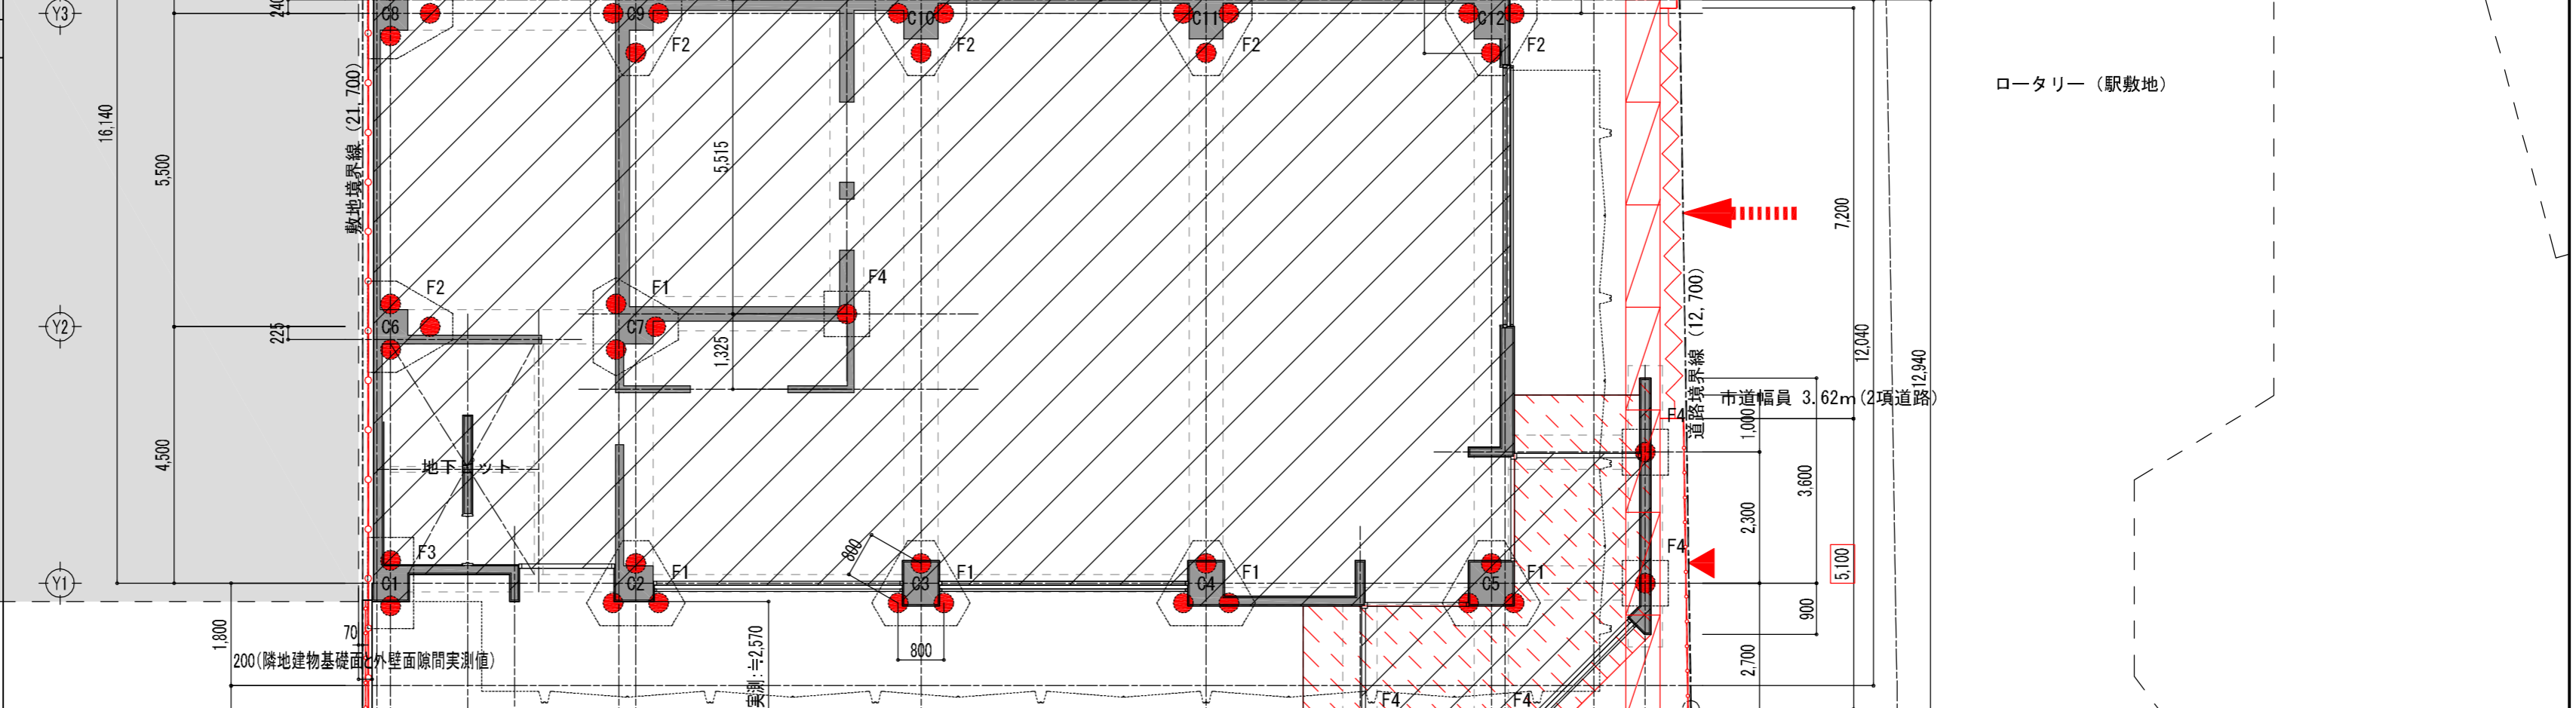 Y3
240
C8
C9
C10
C11
C12
F2
F2
F2
F2
ロータリー（駅敷地）
16,140
敷地境界線（21,700）
5,500
5,515
7,200
F2
F1
F4
道路境界線（12,700）
Y2
C6
C7
225
1,325
12,040
12,940
市道幅員 3.62m(2項道路)
F4
1,000
4,500
地下ピット
3,600
2,300
F3
800
F4
F1
F1
F1
F1
5,100
Y1
C1
C2
C3
C4
C5
900
1,800
70
800
200(隣地建物基礎面と外壁面隙間実測値)
実測:≒2,570
2,700
F4
F4